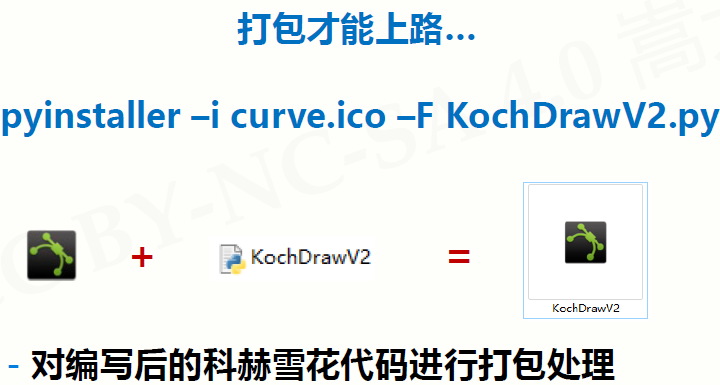 打包才能上路…
pyinstaller –i curve.ico –F KochDrawV2.py
+ KochDrawV2 =
KochDrawV2
- 对编写后的科赫雪花代码进行打包处理
BY-NC-SA 4.0 嵩